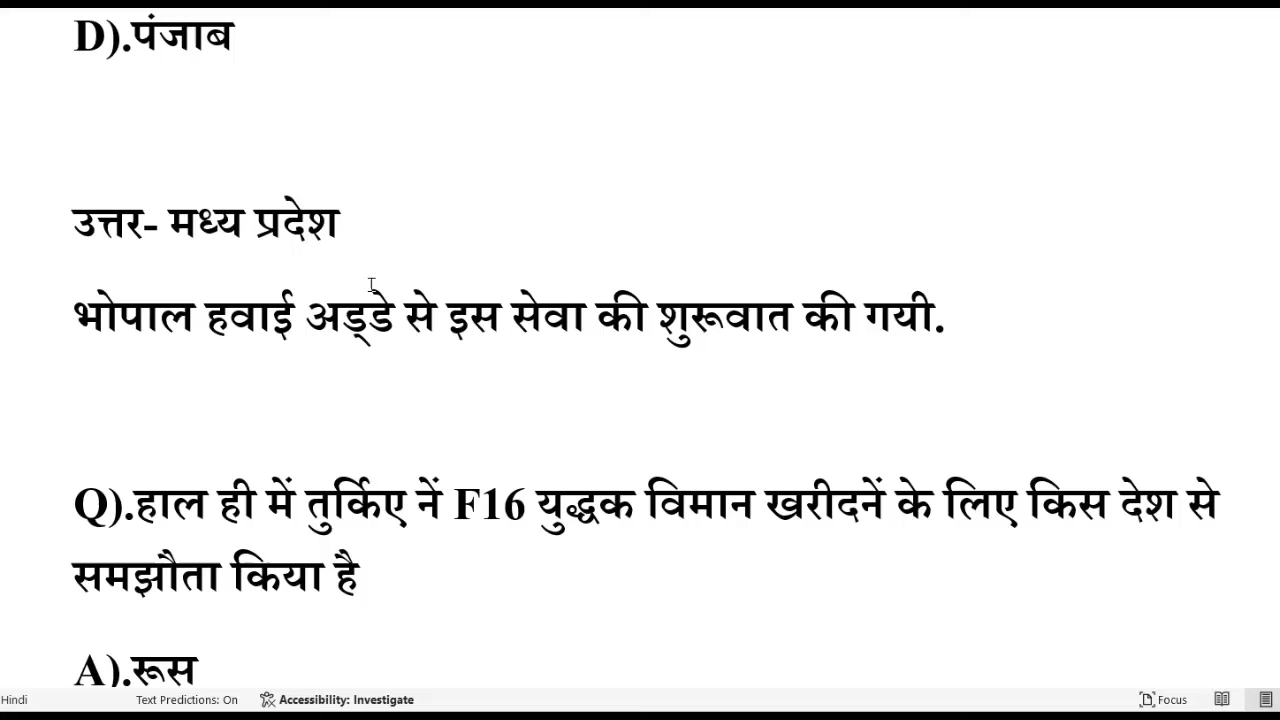 D).पंजाब
उत्तर- मध्य प्रदेश
भोपाल हवाई अड्डे से इस सेवा की शुरूवात की गयी.
Q).हाल ही में तुर्किए नें F16 युद्धक विमान खरीदनें के लिए किस देश से
समझौता किया है
A).रूस
Hindi Text Predictions: On Accessibility: Investigate Focus